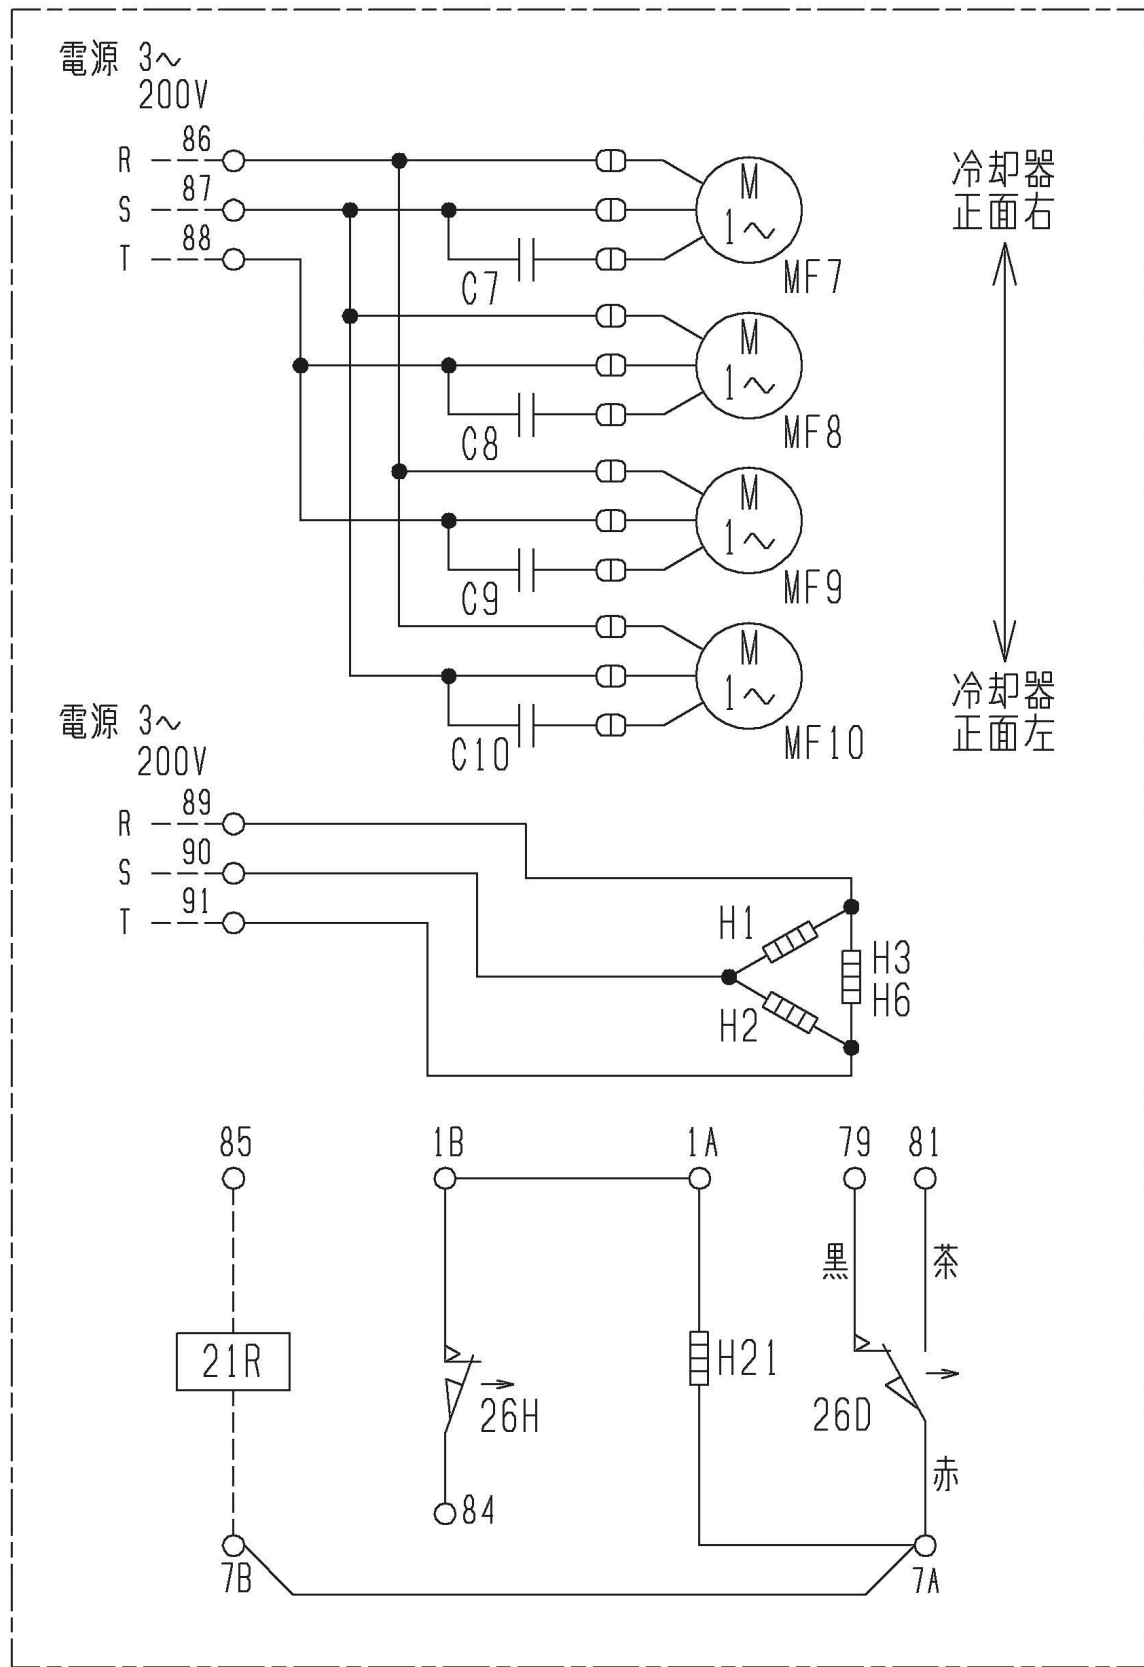 電源 3～
200V
R 86
S 87
T 88
M
1～
MF7
C7
M
1～
MF8
C8
M
1～
MF9
C9
M
1～
MF10
C10
冷却器
正面右
冷却器
正面左
電源 3～
200V
R 89
S 90
T 91
H1
H3
H6
H2
85 1B 1A 79 81
黒 茶
21R
H21
26H
26D
赤
84
7B
7A